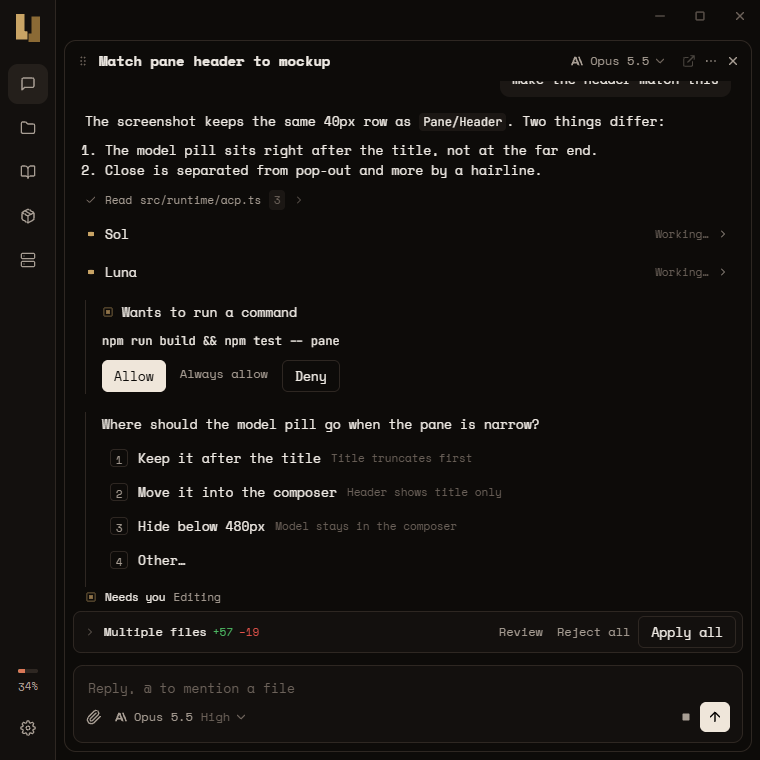 Match pane header to mockup
Opus 5.5
make the header match this
The screenshot keeps the same 40px row as Pane/Header. Two things differ:
1. The model pill sits right after the title, not at the far end.
2. Close is separated from pop-out and more by a hairline.
Read src/runtime/acp.ts 3
Sol Working…
Luna Working…
Wants to run a command
npm run build && npm test -- pane
Allow Always allow Deny
Where should the model pill go when the pane is narrow?
1 Keep it after the title Title truncates first
2 Move it into the composer Header shows title only
3 Hide below 480px Model stays in the composer
4 Other…
Needs you Editing
Multiple files +57 -19 Review Reject all Apply all
34%
Reply, @ to mention a file
Opus 5.5 High